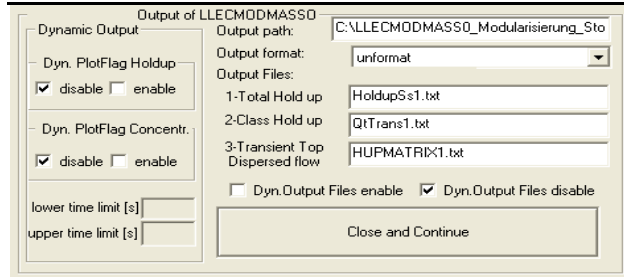 Output of LLECMODMASSO
Dynamic Output
Dyn. PlotFlag Holdup
disable enable
Dyn. PlotFlag Concentr.
disable enable
lower time limit [s]
upper time limit [s]
Output path: C:\LLECMODMASS0_Modularisierung_Sto
Output format: unformat
Output Files:
1-Total Hold up HoldupSs1.txt
2-Class Hold up QtTrans1.txt
3-Transient Top
Dispersed flow HUPMATRIX1.txt
Dyn.Output Files enable Dyn.Output Files disable
Close and Continue